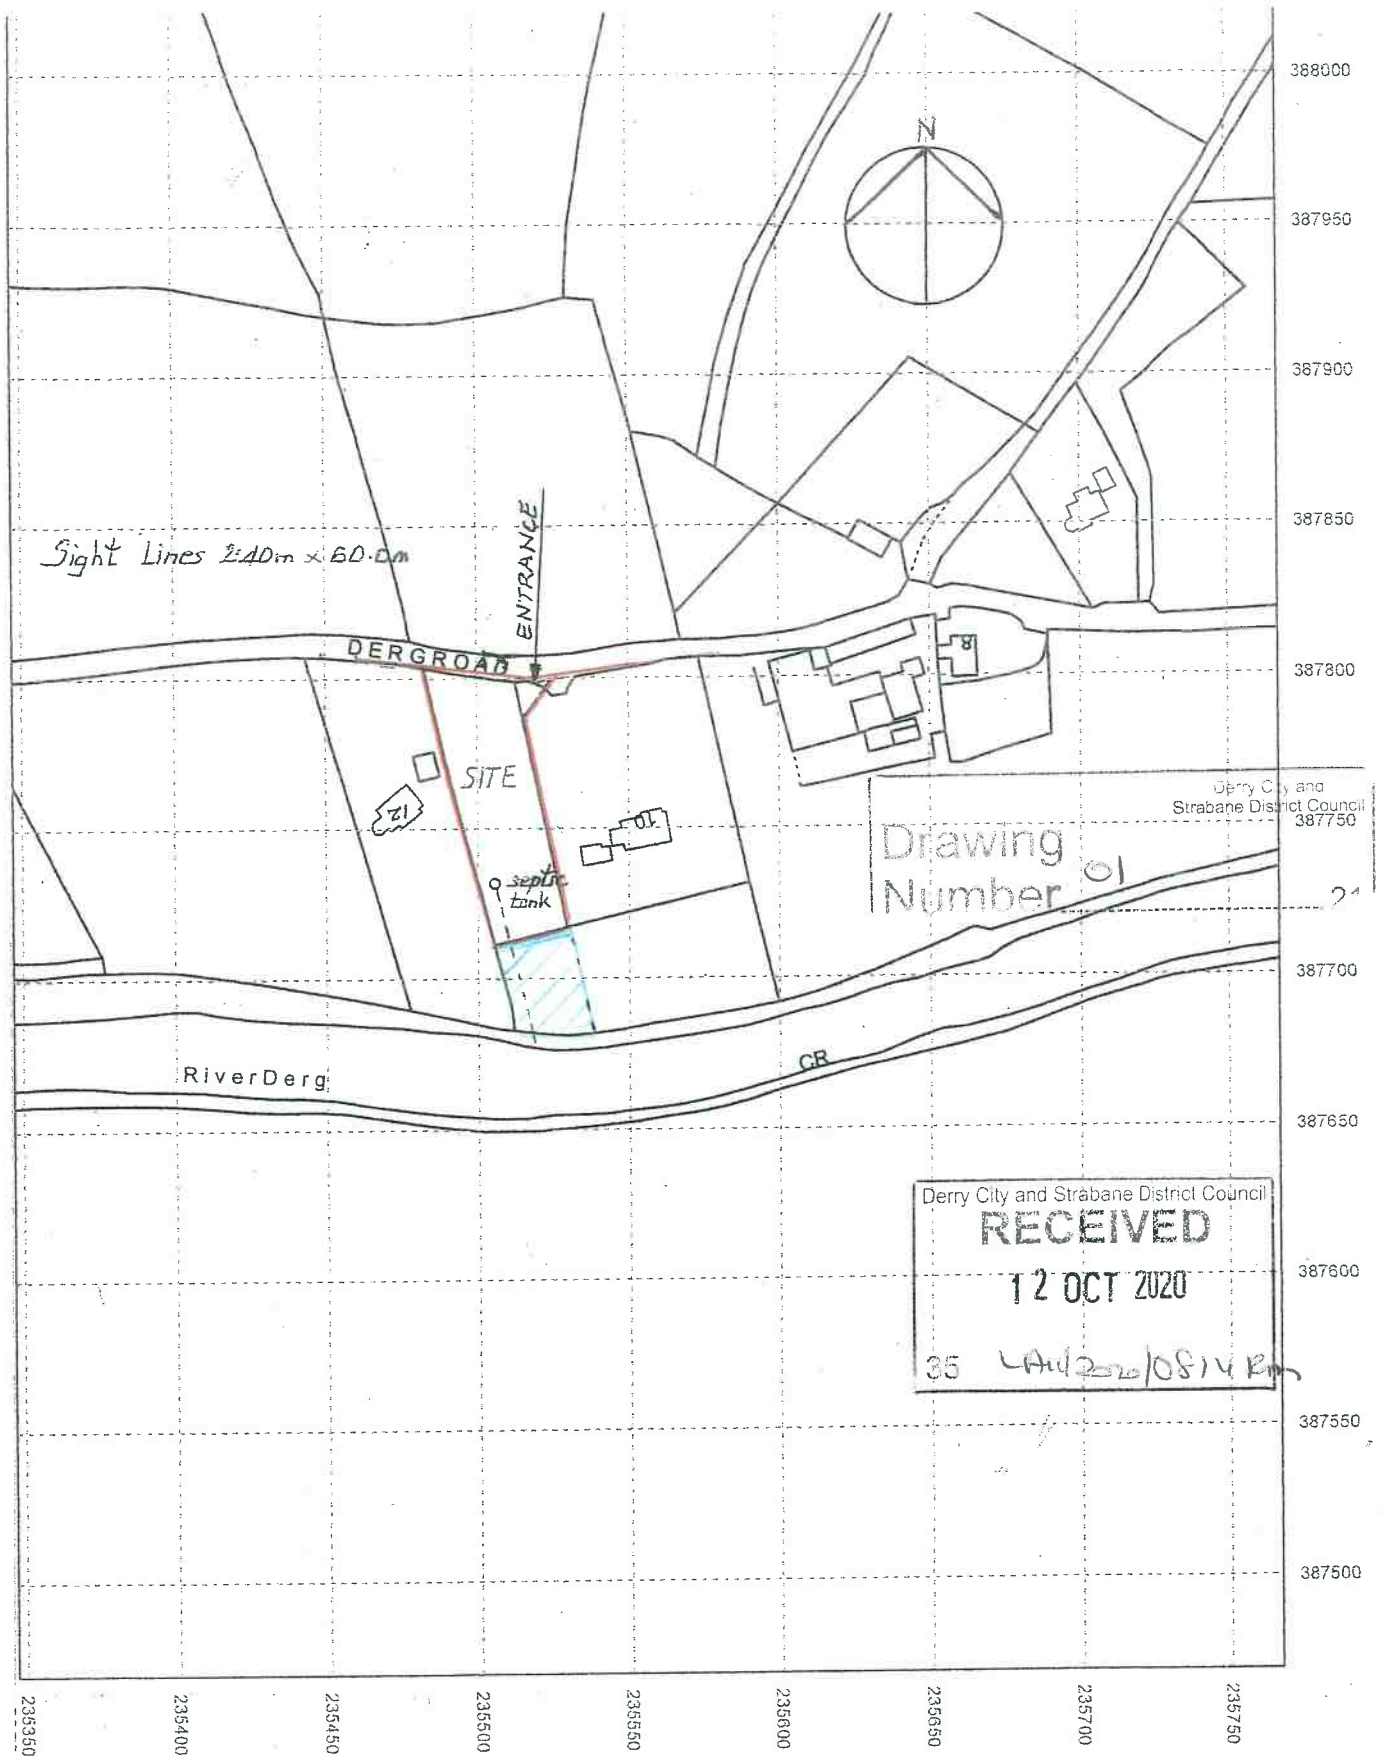 388000
N
387950
387900
387850
Sight Lines 2.40m x 60.0m
ENTRANCE
DERGROAD
8
387800
SITE
12
10
Derry City and
Strabane District Council
387750
Drawing
Number 01
septic
tank
387700
RiverDerg
CR
387650
Derry City and Strabane District Council
RECEIVED
387600
12 OCT 2020
35
387550
387500
235350
235400
235450
235500
235550
235600
235650
235700
235750